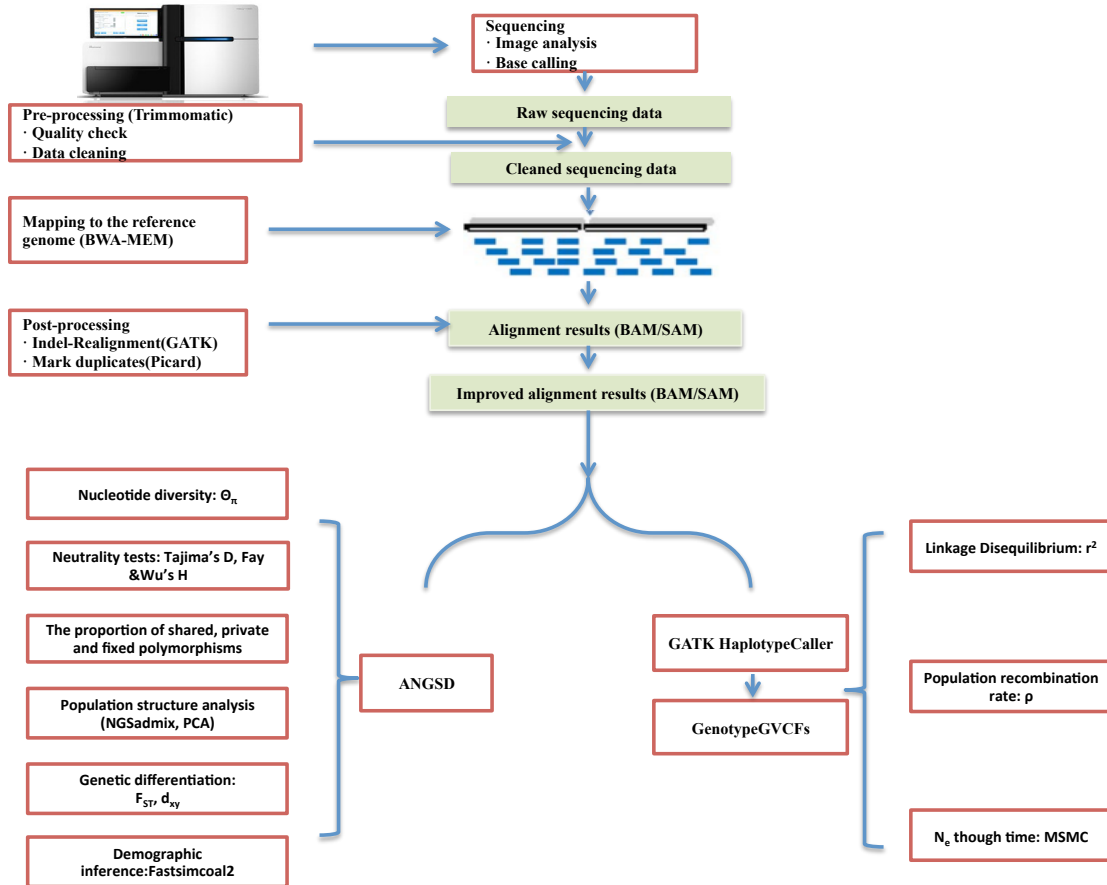 Sequencing
· Image analysis
· Base calling
Raw sequencing data
Pre-processing (Trimmomatic)
· Quality check
· Data cleaning
Cleaned sequencing data
Mapping to the reference
genome (BWA-MEM)
Post-processing
· Indel-Realignment(GATK)
· Mark duplicates(Picard)
Alignment results (BAM/SAM)
Improved alignment results (BAM/SAM)
Nucleotide diversity: Θπ
Neutrality tests: Tajima’s D, Fay
&Wu’s H
The proportion of shared, private
and fixed polymorphisms
Population structure analysis
(NGSadmix, PCA)
Genetic differentiation:
FST, dxy
Demographic
inference:Fastsimcoal2
ANGSD
GATK HaplotypeCaller
GenotypeGVCFs
Linkage Disequilibrium: r²
Population recombination
rate: ρ
Ne though time: MSMC